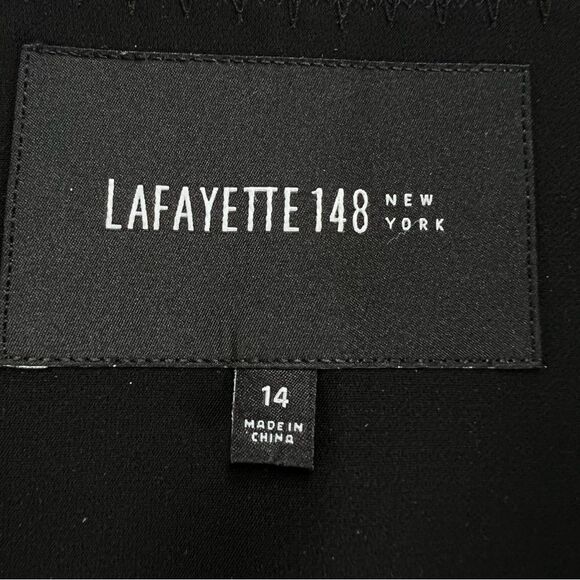 LAFAYETTE 148 NEW YORK
14
MADE IN
CHINA